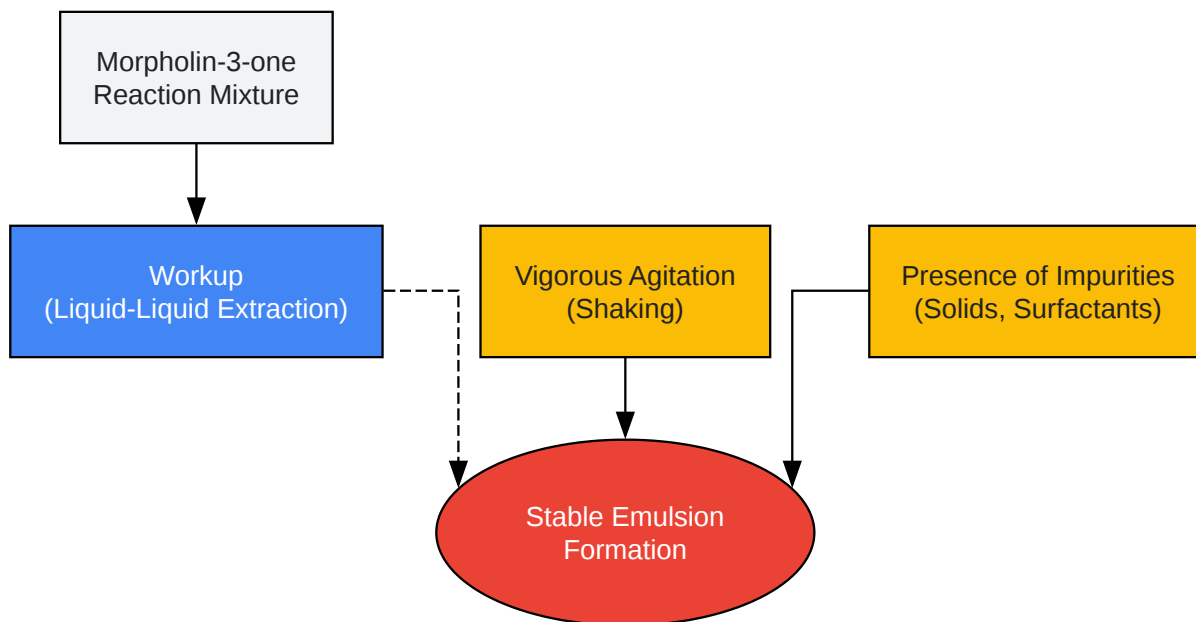 Morpholin-3-one
Reaction Mixture
Workup
(Liquid-Liquid Extraction)
Vigorous Agitation
(Shaking)
Presence of Impurities
(Solids, Surfactants)
Stable Emulsion
Formation